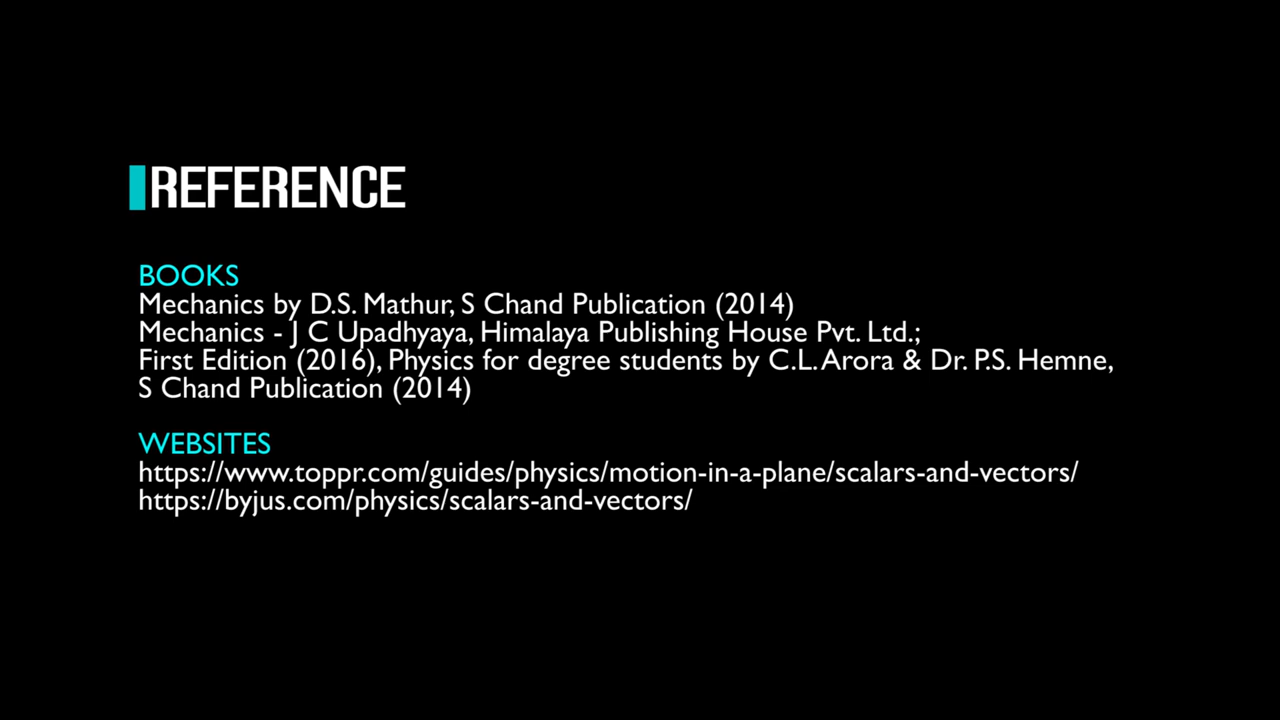 REFERENCE
BOOKS
Mechanics by D.S. Mathur, S Chand Publication (2014)
Mechanics - J C Upadhyaya, Himalaya Publishing House Pvt. Ltd.;
First Edition (2016), Physics for degree students by C.L. Arora & Dr. P.S. Hemne,
S Chand Publication (2014)
WEBSITES
https://www.toppr.com/guides/physics/motion-in-a-plane/scalars-and-vectors/
https://byjus.com/physics/scalars-and-vectors/